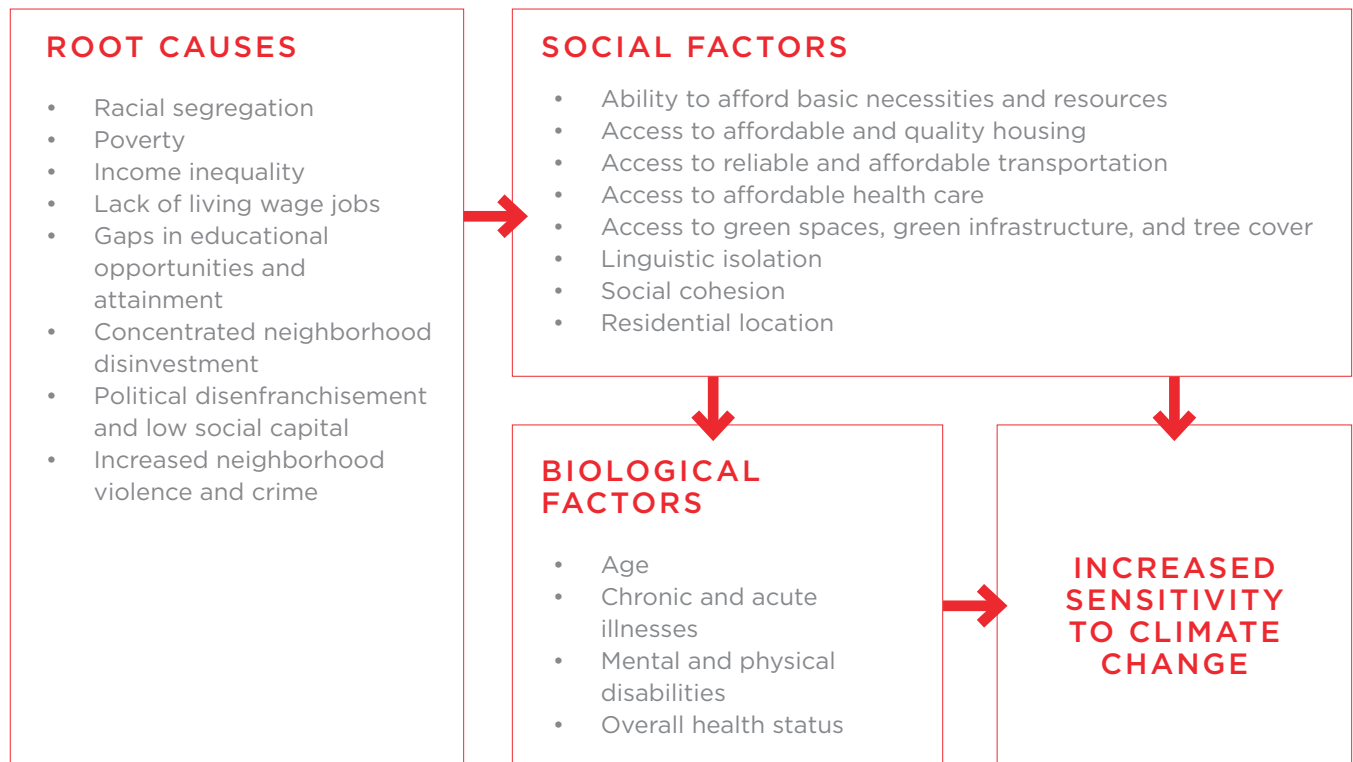 ROOT CAUSES
• Racial segregation
• Poverty
• Income inequality
• Lack of living wage jobs
• Gaps in educational
opportunities and
attainment
• Concentrated neighborhood
disinvestment
• Political disenfranchisement
and low social capital
• Increased neighborhood
violence and crime
SOCIAL FACTORS
• Ability to afford basic necessities and resources
• Access to affordable and quality housing
• Access to reliable and affordable transportation
• Access to affordable health care
• Access to green spaces, green infrastructure, and tree cover
• Linguistic isolation
• Social cohesion
• Residential location
BIOLOGICAL
FACTORS
• Age
• Chronic and acute
illnesses
• Mental and physical
disabilities
• Overall health status
INCREASED
SENSITIVITY
TO CLIMATE
CHANGE